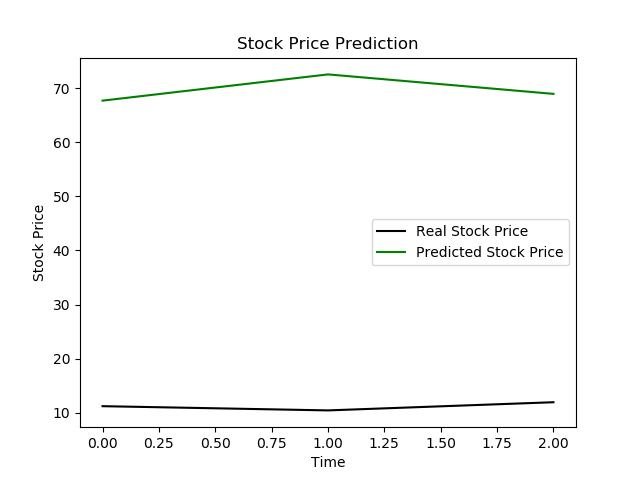 Stock Price Prediction
Stock Price
70
60
50
40
30
20
10
Real Stock Price
Predicted Stock Price
0.00 0.25 0.50 0.75 1.00 1.25 1.50 1.75 2.00
Time